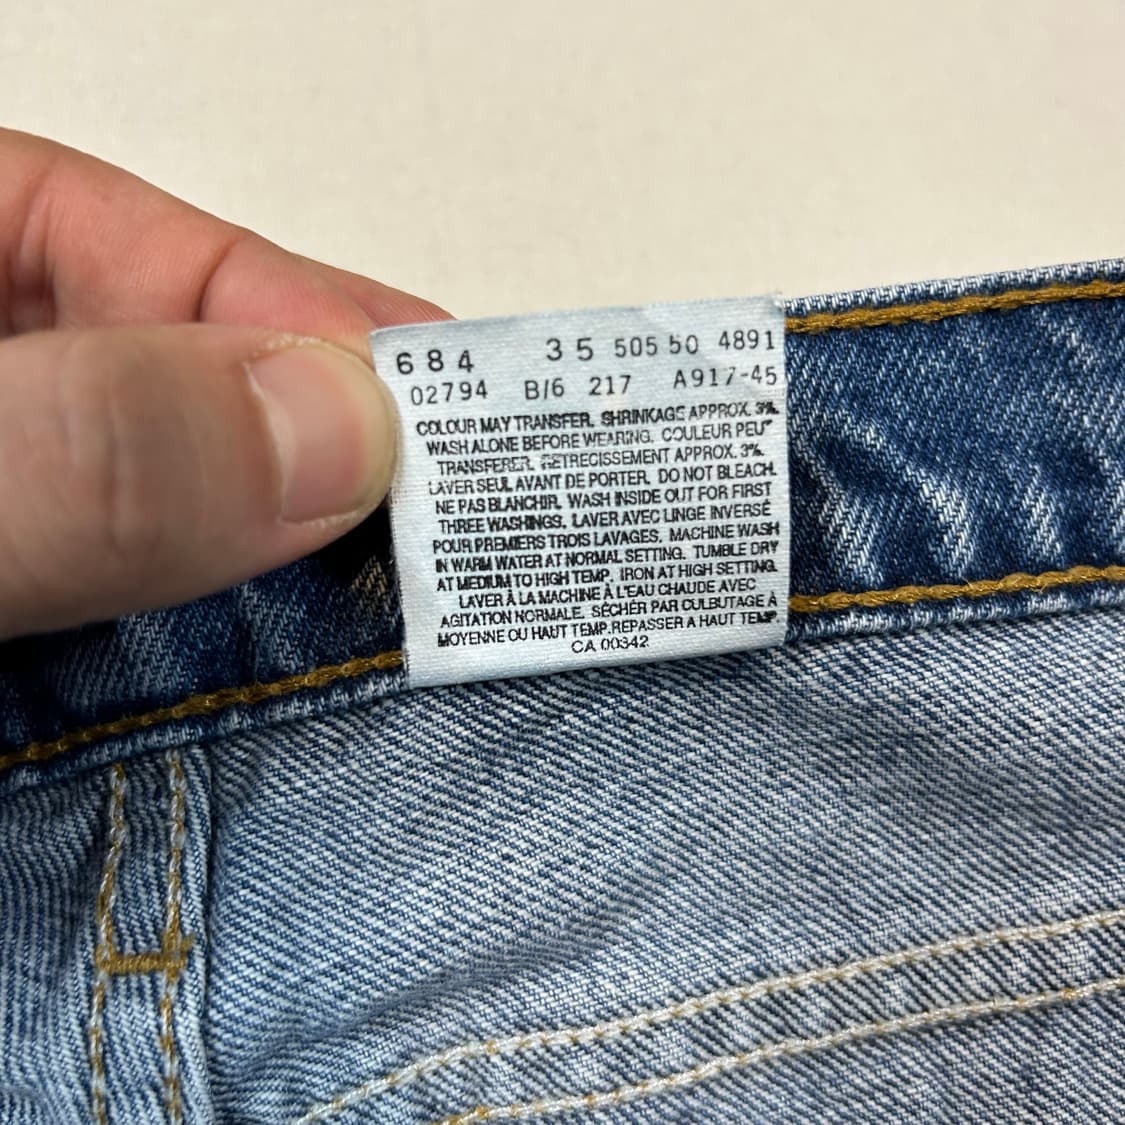 684 35 505 50 4891
02794 B/6 217 A917-45
COLOUR MAY TRANSFER. SHRINKAGE APPROX. 3%.
WASH ALONE BEFORE WEARING. COULEUR PEUT
TRANSFERER. RETRECISSEMENT APPROX. 3%.
LAVER SEUL AVANT DE PORTER. DO NOT BLEACH.
NE PAS BLANCHIR. WASH INSIDE OUT FOR FIRST
THREE WASHINGS. LAVER AVEC LINGE INVERSÉ
POUR PREMIERS TROIS LAVAGES. MACHINE WASH
IN WARM WATER AT NORMAL SETTING. TUMBLE DRY
AT MEDIUM TO HIGH TEMP. IRON AT HIGH SETTING.
LAVER À LA MACHINE À L'EAU CHAUDE AVEC
AGITATION NORMALE. SÉCHER PAR CULBUTAGE À
MOYENNE OU HAUT TEMP. REPASSER A HAUT TEMP.
CA 00342